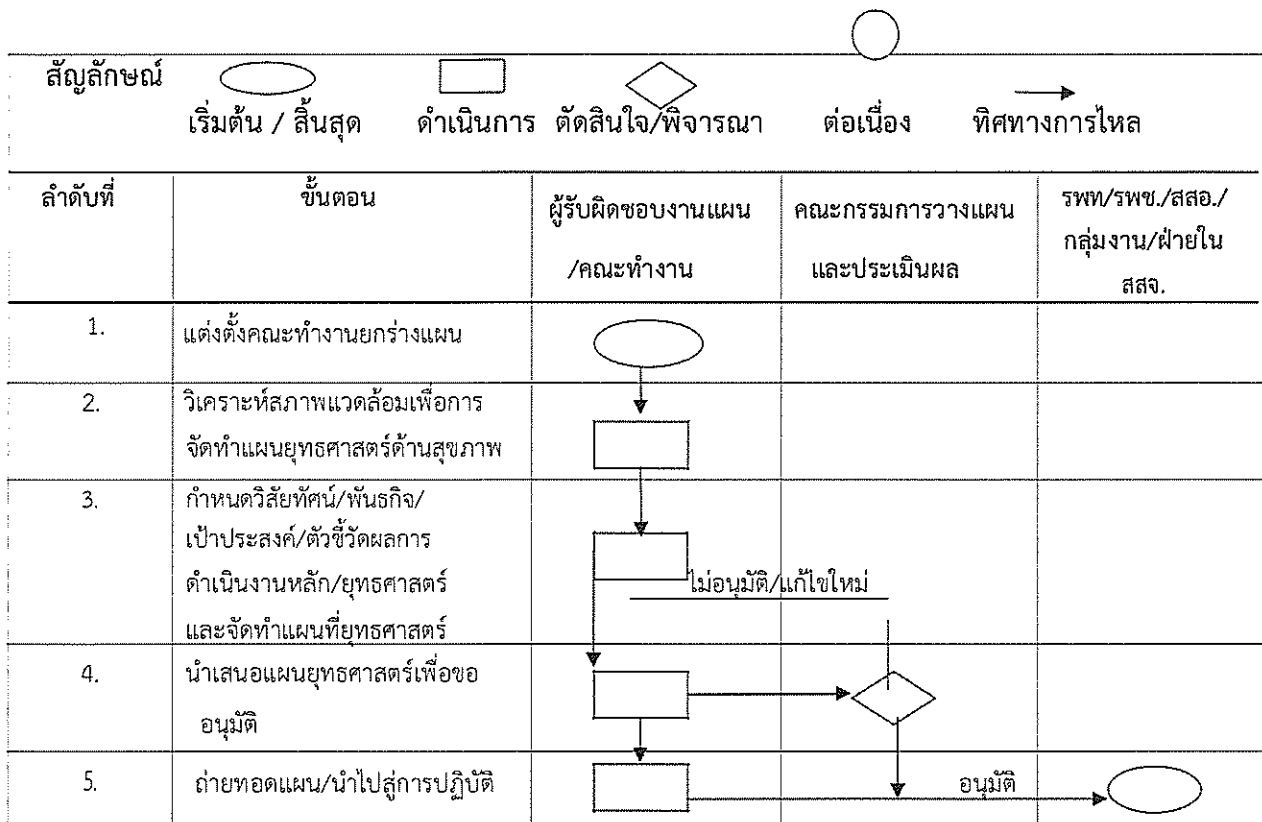 สัญลักษณ์
เริ่มต้น / สิ้นสุด ดำเนินการ ตัดสินใจ/พิจารณา ต่อเนื่อง ทิศทางการไหล
ลำดับที่ ขั้นตอน ผู้รับผิดชอบงานแผน คณะกรรมการวางแผน รพท/รพช./สสอ./
/คณะทำงาน และประเมินผล กลุ่มงาน/ฝ่ายใน
สสจ.
1. แต่งตั้งคณะทำงานยกร่างแผน
2. วิเคราะห์สภาพแวดล้อมเพื่อการ
จัดทำแผนยุทธศาสตร์ด้านสุขภาพ
3. กำหนดวิสัยทัศน์/พันธกิจ/
เป้าประสงค์/ตัวชี้วัดผลการ
ดำเนินงานหลัก/ยุทธศาสตร์ ไม่อนุมัติ/แก้ไขใหม่
และจัดทำแผนที่ยุทธศาสตร์
4. นำเสนอแผนยุทธศาสตร์เพื่อขอ
อนุมัติ
5. ถ่ายทอดแผน/นำไปสู่การปฏิบัติ อนุมัติ